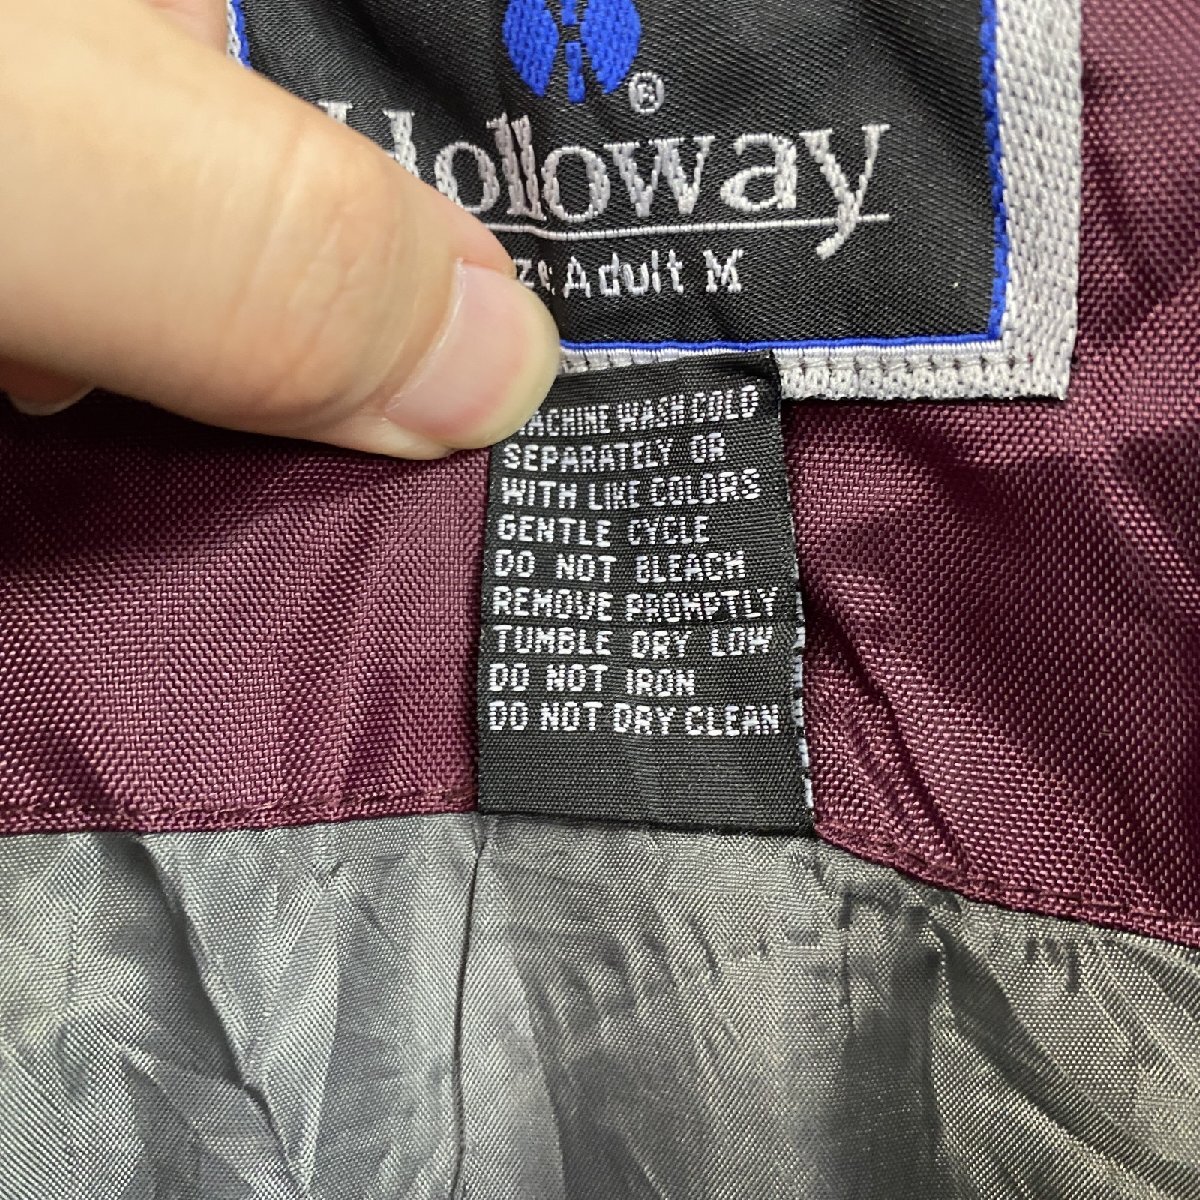 ®
Holloway
Adult M
MACHINE WASH COLD
SEPARATELY OR
WITH LIKE COLORS
GENTLE CYCLE
DO NOT BLEACH
REMOVE PROMPTLY
TUMBLE DRY LOW
DO NOT IRON
DO NOT DRY CLEAN